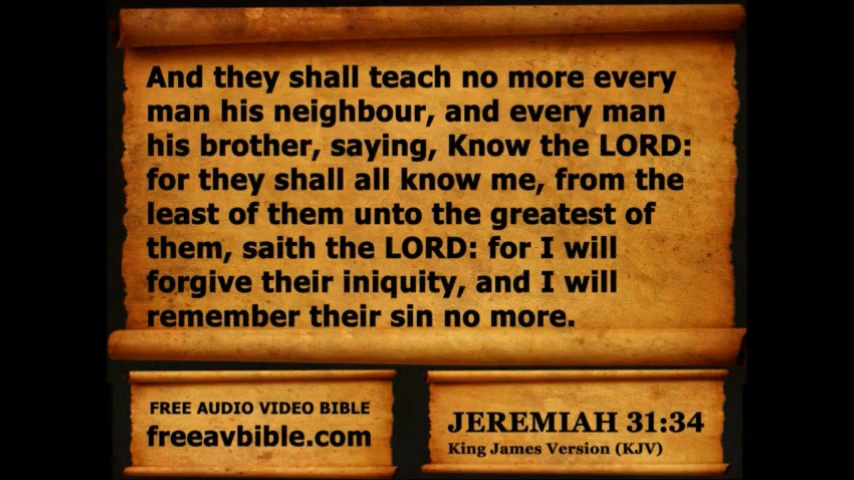 And they shall teach no more every
man his neighbour, and every man
his brother, saying, Know the LORD:
for they shall all know me, from the
least of them unto the greatest of
them, saith the LORD: for I will
forgive their iniquity, and I will
remember their sin no more.
FREE AUDIO VIDEO BIBLE
freeavbible.com
JEREMIAH 31:34
King James Version (KJV)